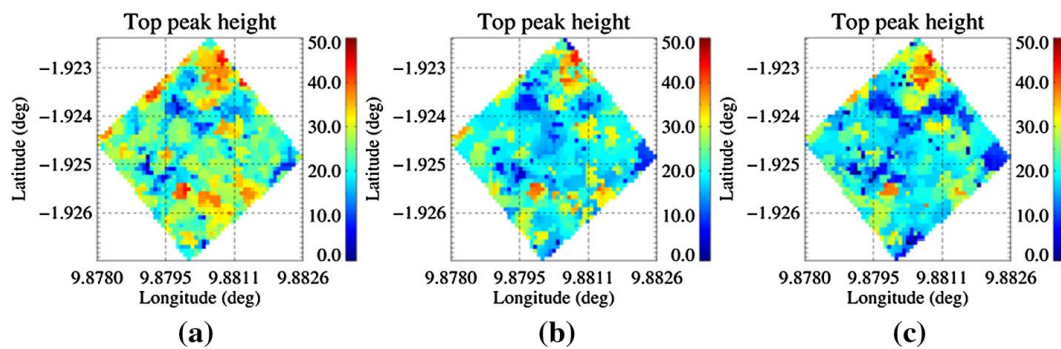 Top peak height
Latitude (deg)
−1.923
−1.924
−1.925
−1.926
9.8780 9.8795 9.8811 9.8826
Longitude (deg)
50.0
40.0
30.0
20.0
10.0
0.0
(a)
Top peak height
Latitude (deg)
−1.923
−1.924
−1.925
−1.926
9.8780 9.8795 9.8811 9.8826
Longitude (deg)
50.0
40.0
30.0
20.0
10.0
0.0
(b)
Top peak height
Latitude (deg)
−1.923
−1.924
−1.925
−1.926
9.8780 9.8795 9.8811 9.8826
Longitude (deg)
50.0
40.0
30.0
20.0
10.0
0.0
(c)